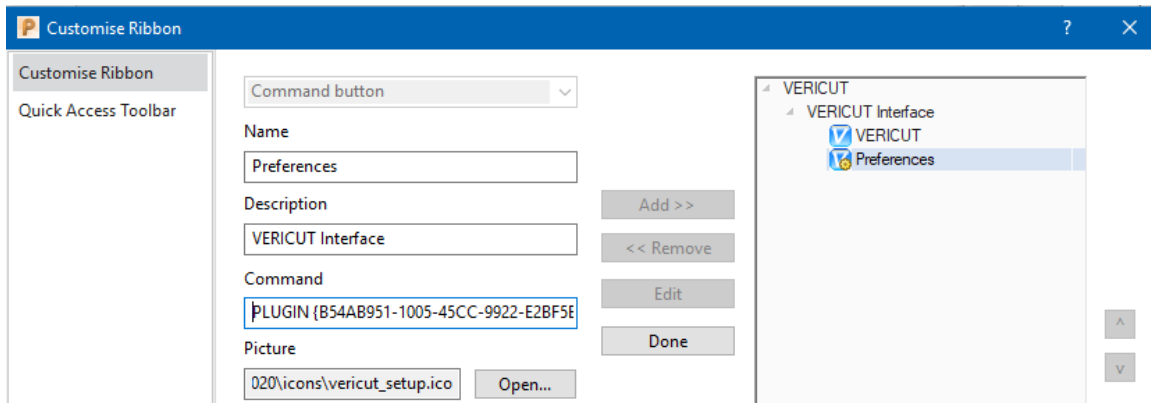 Customise Ribbon
?
Customise Ribbon
Quick Access Toolbar
Command button
Name
Preferences
Description
VERICUT Interface
Command
PLUGIN {B54AB951-1005-45CC-9922-E2BF5E
Picture
020\icons\vericut_setup.ico
Open...
Add >>
<< Remove
Edit
Done
VERICUT
VERICUT Interface
VERICUT
Preferences